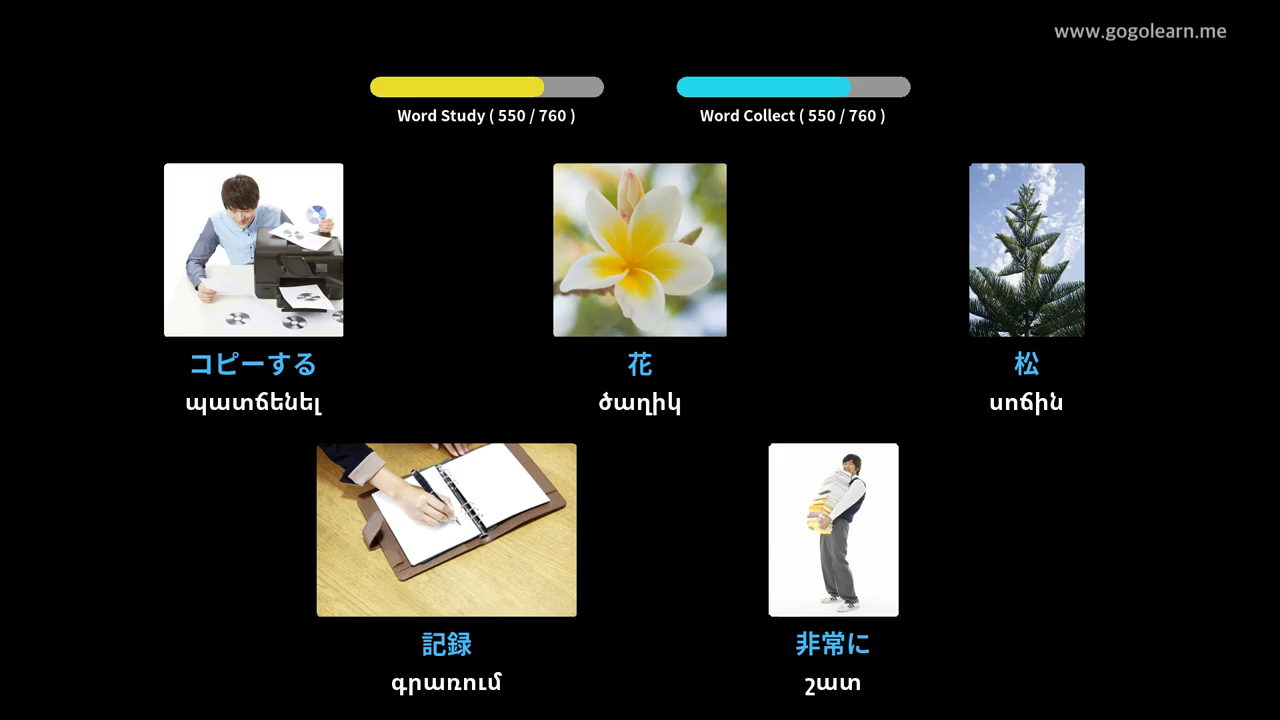 www.gogolearn.me
Word Study ( 550 / 760 )
Word Collect ( 550 / 760 )
コピーする
պատճենել
花
ծաղիկ
松
սոճին
記録
գրառում
非常に
շատ